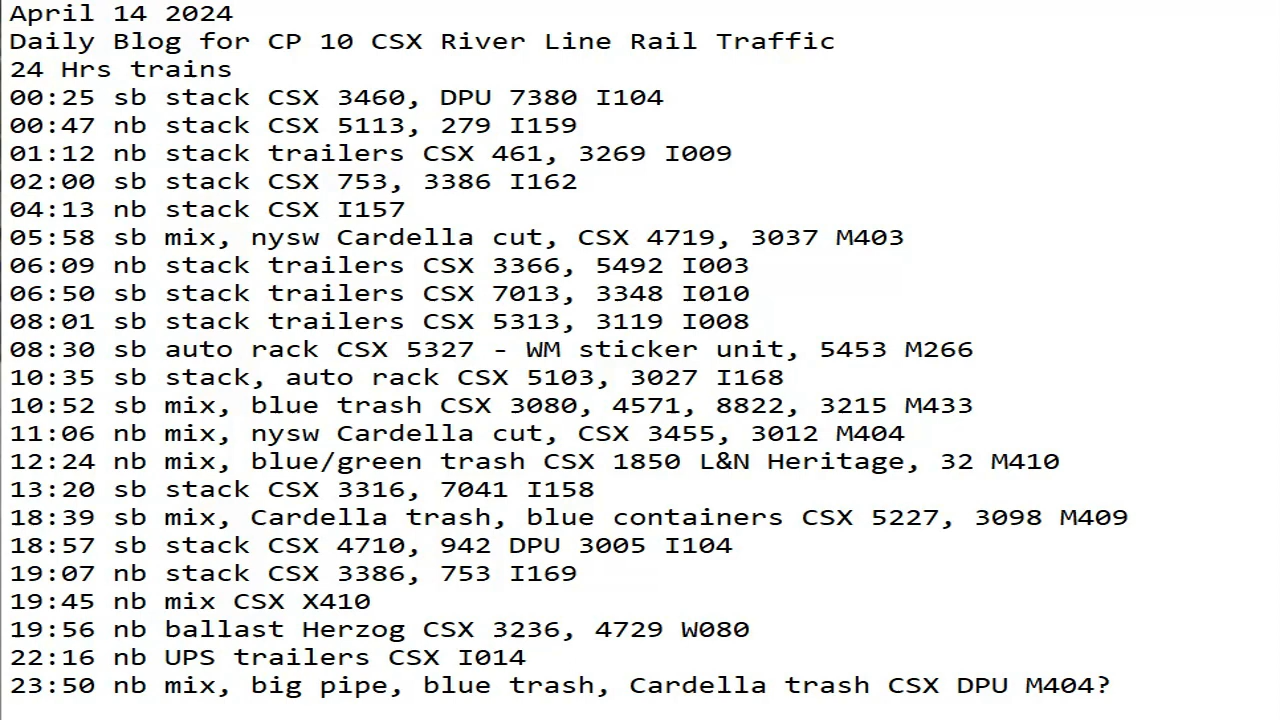 April 14 2024
Daily Blog for CP 10 CSX River Line Rail Traffic
24 Hrs trains
00:25 sb stack CSX 3460, DPU 7380 I104
00:47 nb stack CSX 5113, 279 I159
01:12 nb stack trailers CSX 461, 3269 I009
02:00 sb stack CSX 753, 3386 I162
04:13 nb stack CSX I157
05:58 sb mix, nysw Cardella cut, CSX 4719, 3037 M403
06:09 nb stack trailers CSX 3366, 5492 I003
06:50 sb stack trailers CSX 7013, 3348 I010
08:01 sb stack trailers CSX 5313, 3119 I008
08:30 sb auto rack CSX 5327 - WM sticker unit, 5453 M266
10:35 sb stack, auto rack CSX 5103, 3027 I168
10:52 sb mix, blue trash CSX 3080, 4571, 8822, 3215 M433
11:06 nb mix, nysw Cardella cut, CSX 3455, 3012 M404
12:24 nb mix, blue/green trash CSX 1850 L&N Heritage, 32 M410
13:20 sb stack CSX 3316, 7041 I158
18:39 sb mix, Cardella trash, blue containers CSX 5227, 3098 M409
18:57 sb stack CSX 4710, 942 DPU 3005 I104
19:07 nb stack CSX 3386, 753 I169
19:45 nb mix CSX X410
19:56 nb ballast Herzog CSX 3236, 4729 W080
22:16 nb UPS trailers CSX I014
23:50 nb mix, big pipe, blue trash, Cardella trash CSX DPU M404?